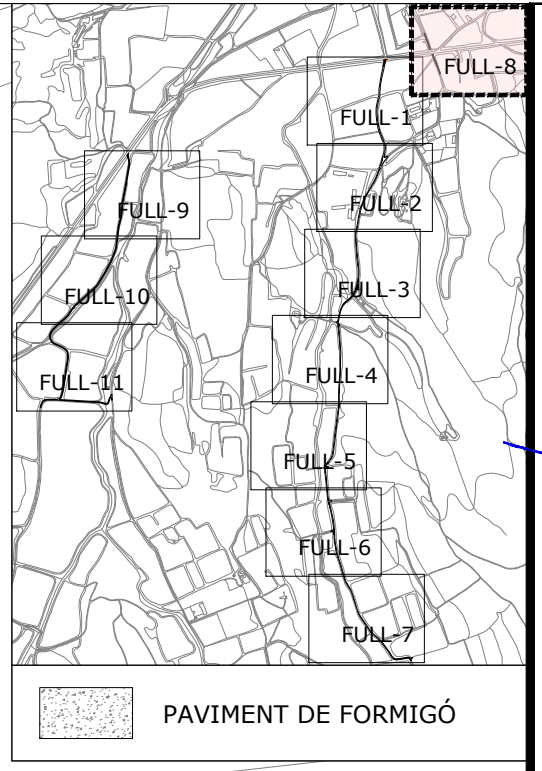 FULL-8
FULL-1
FULL-2
FULL-9
FULL-3
FULL-10
FULL-4
FULL-11
FULL-5
FULL-6
FULL-7
PAVIMENT DE FORMIGÓ